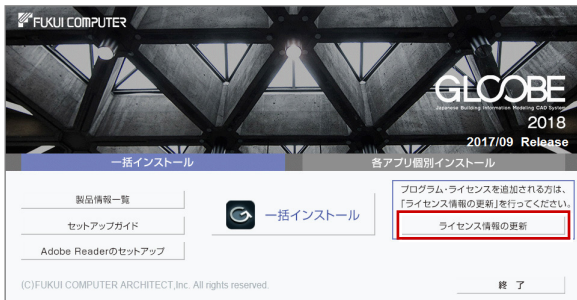 FUKUI COMPUTER
GLOOBE
Japanese Building Information Modeling CAD System
2018
2017/09 Release
一括インストール
各アプリ個別インストール
製品情報一覧
セットアップガイド
Adobe Readerのセットアップ
一括インストール
プログラム・ライセンスを追加される方は、
「ライセンス情報の更新」を行ってください。
ライセンス情報の更新
(C)FUKUI COMPUTER ARCHITECT,Inc. All rights reserved.
終 了